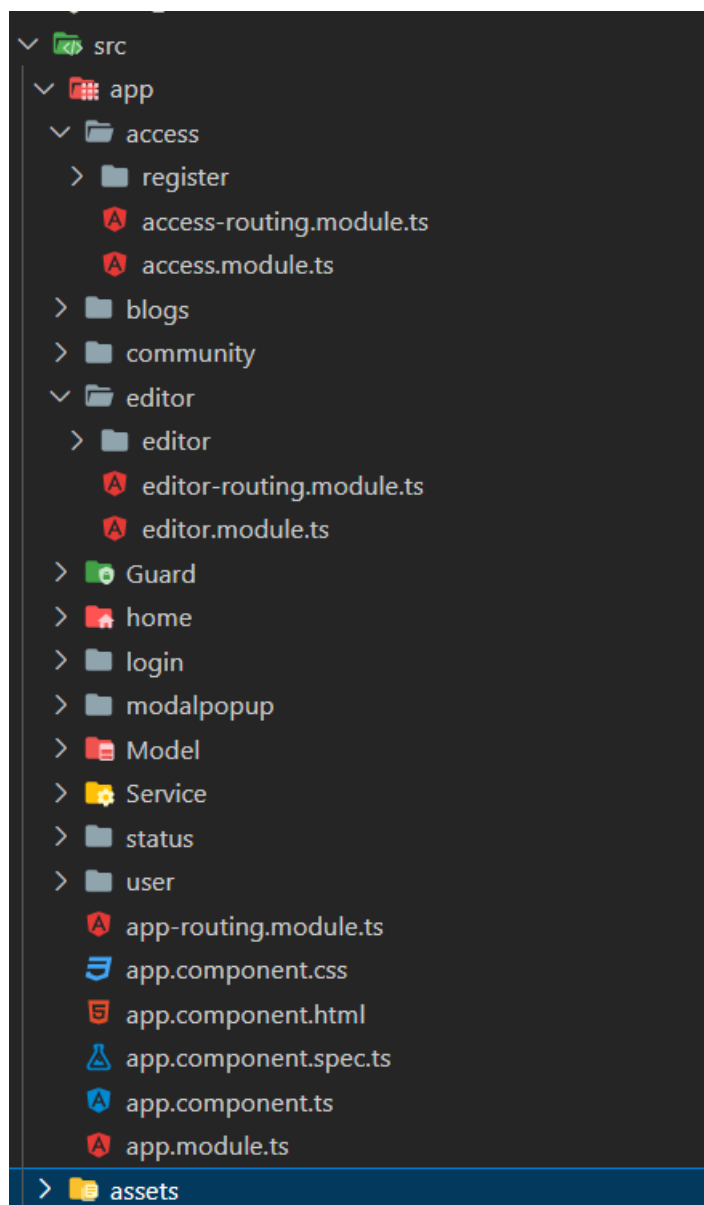 src
app
access
register
access-routing.module.ts
access.module.ts
blogs
community
editor
editor
editor-routing.module.ts
editor.module.ts
Guard
home
login
modalpopup
Model
Service
status
user
app-routing.module.ts
app.component.css
app.component.html
app.component.spec.ts
app.component.ts
app.module.ts
assets